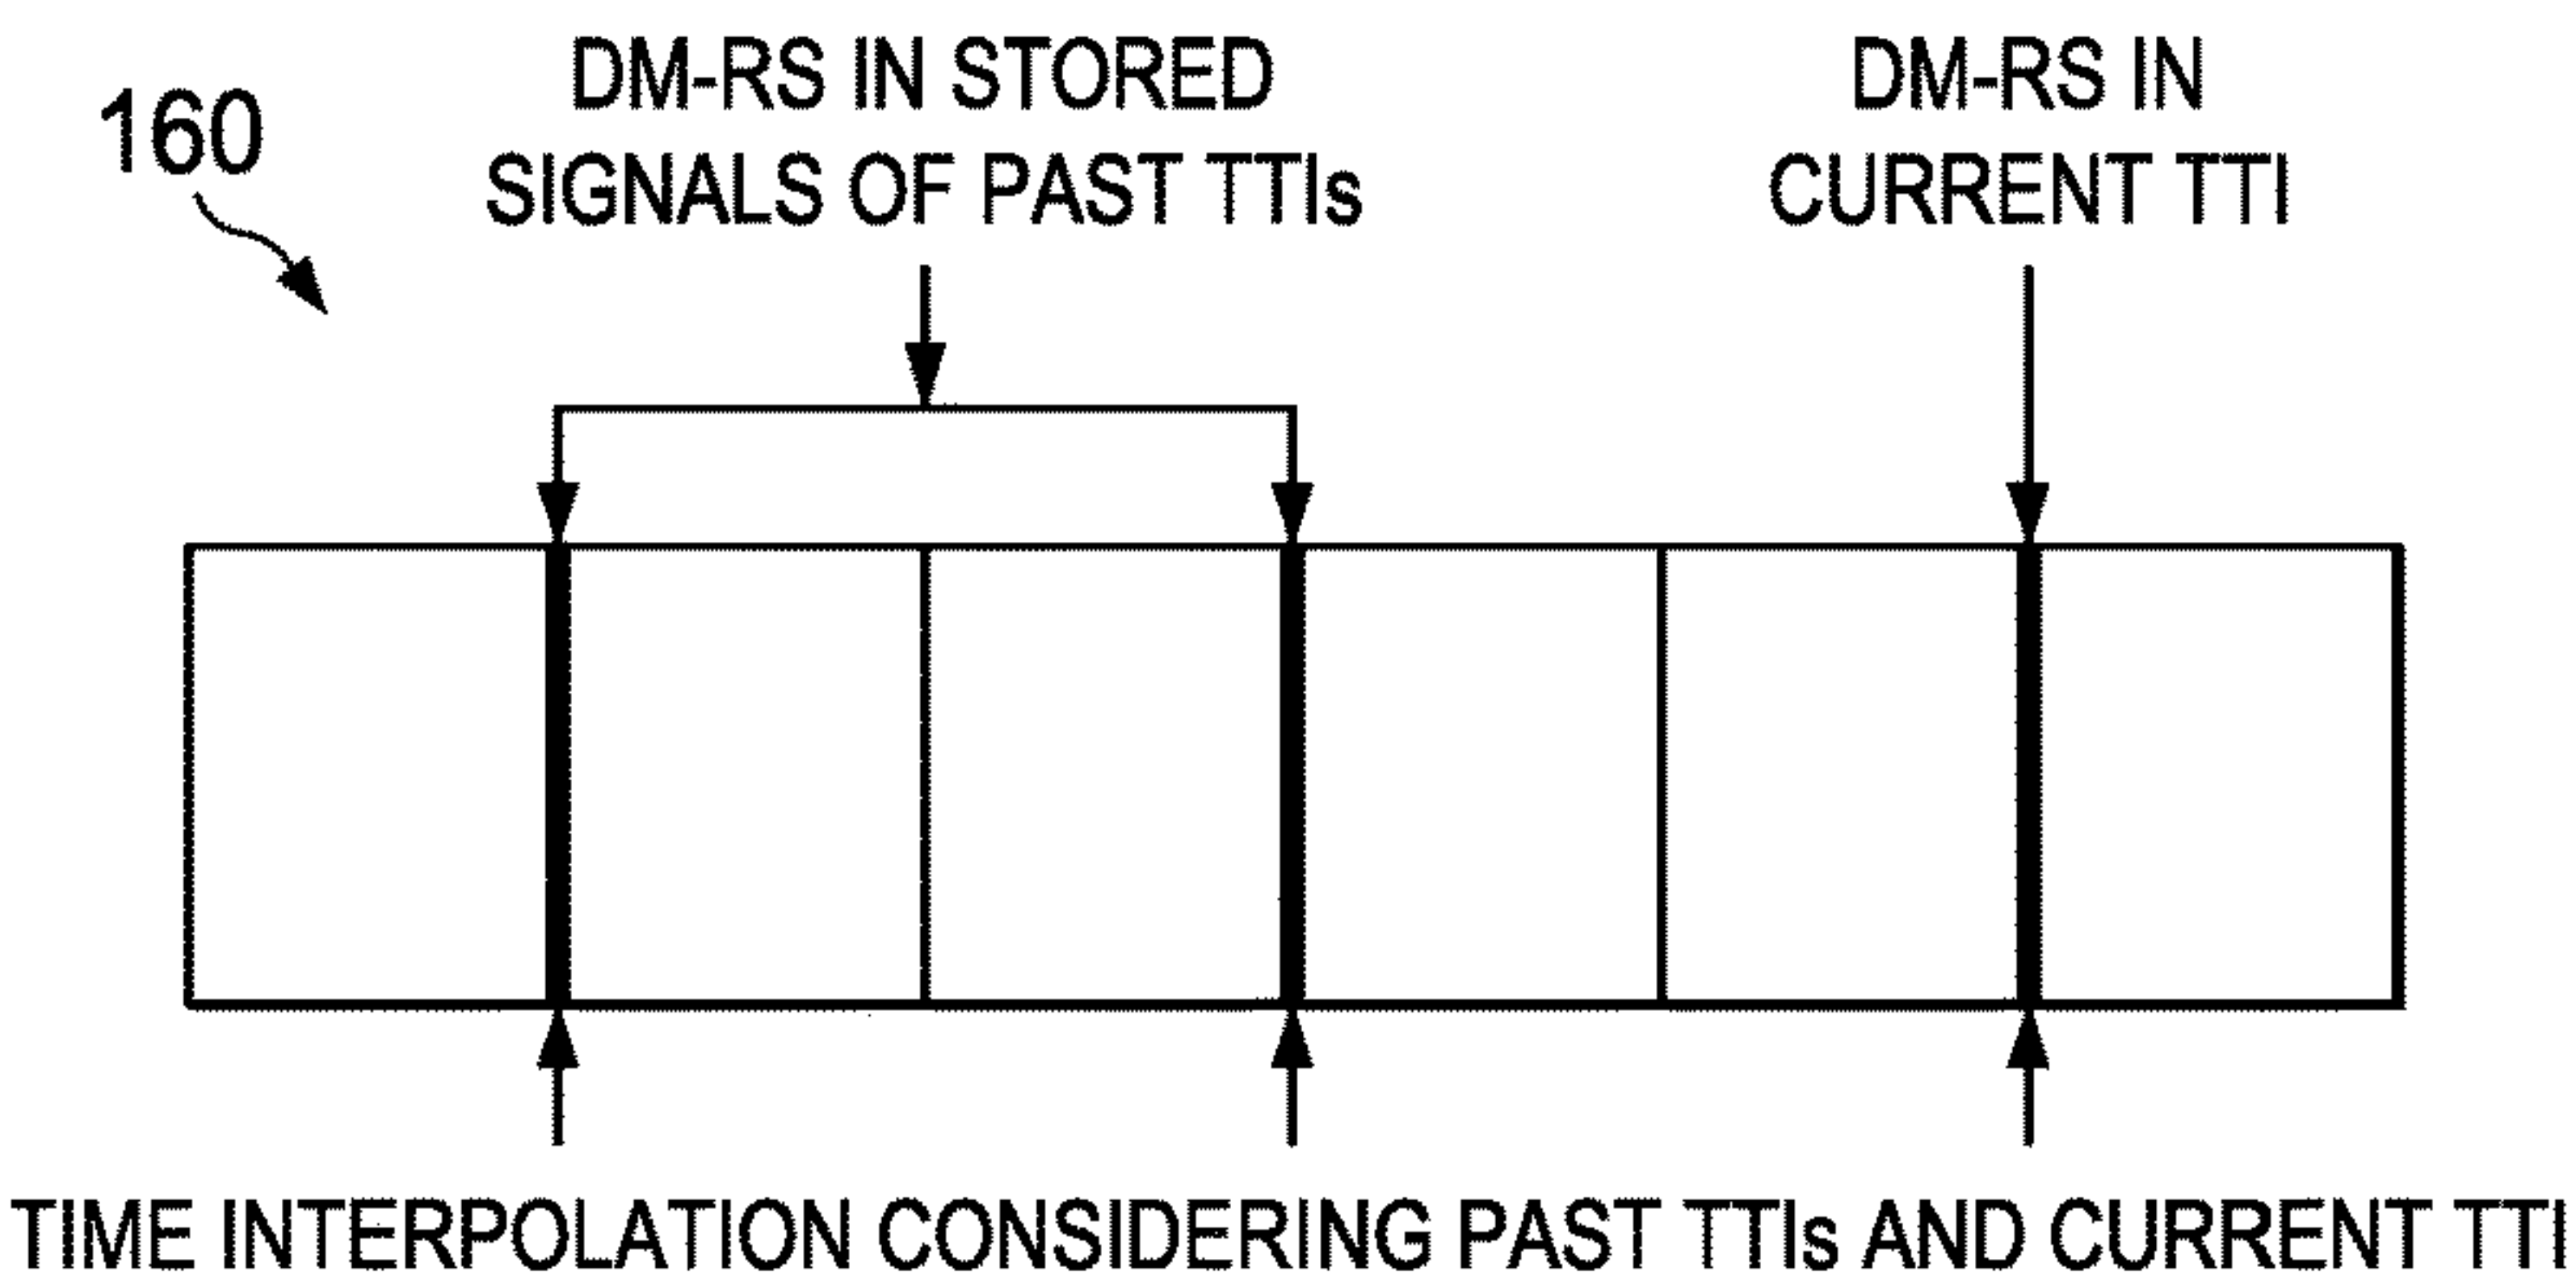 160
DM-RS IN STORED
SIGNALS OF PAST TTIs
DM-RS IN
CURRENT TTI
TIME INTERPOLATION CONSIDERING PAST TTIs AND CURRENT TTI